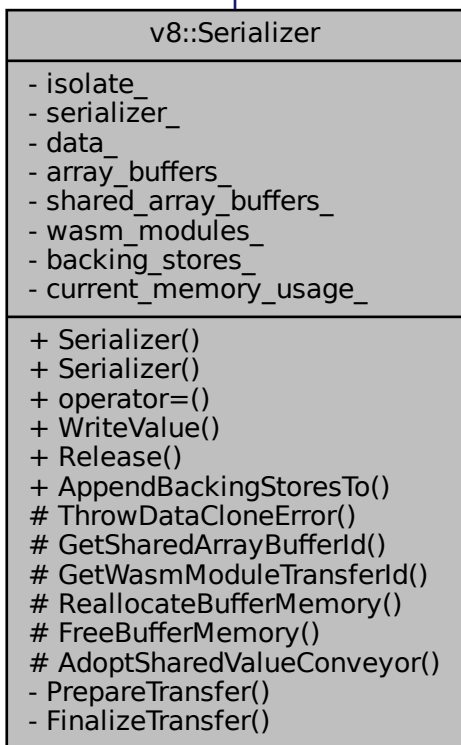 v8::Serializer
- isolate_
- serializer_
- data_
- array_buffers_
- shared_array_buffers_
- wasm_modules_
- backing_stores_
- current_memory_usage_
+ Serializer()
+ Serializer()
+ operator=()
+ WriteValue()
+ Release()
+ AppendBackingStoresTo()
# ThrowDataCloneError()
# GetSharedArrayBufferId()
# GetWasmModuleTransferId()
# ReallocateBufferMemory()
# FreeBufferMemory()
# AdoptSharedValueConveyor()
- PrepareTransfer()
- FinalizeTransfer()